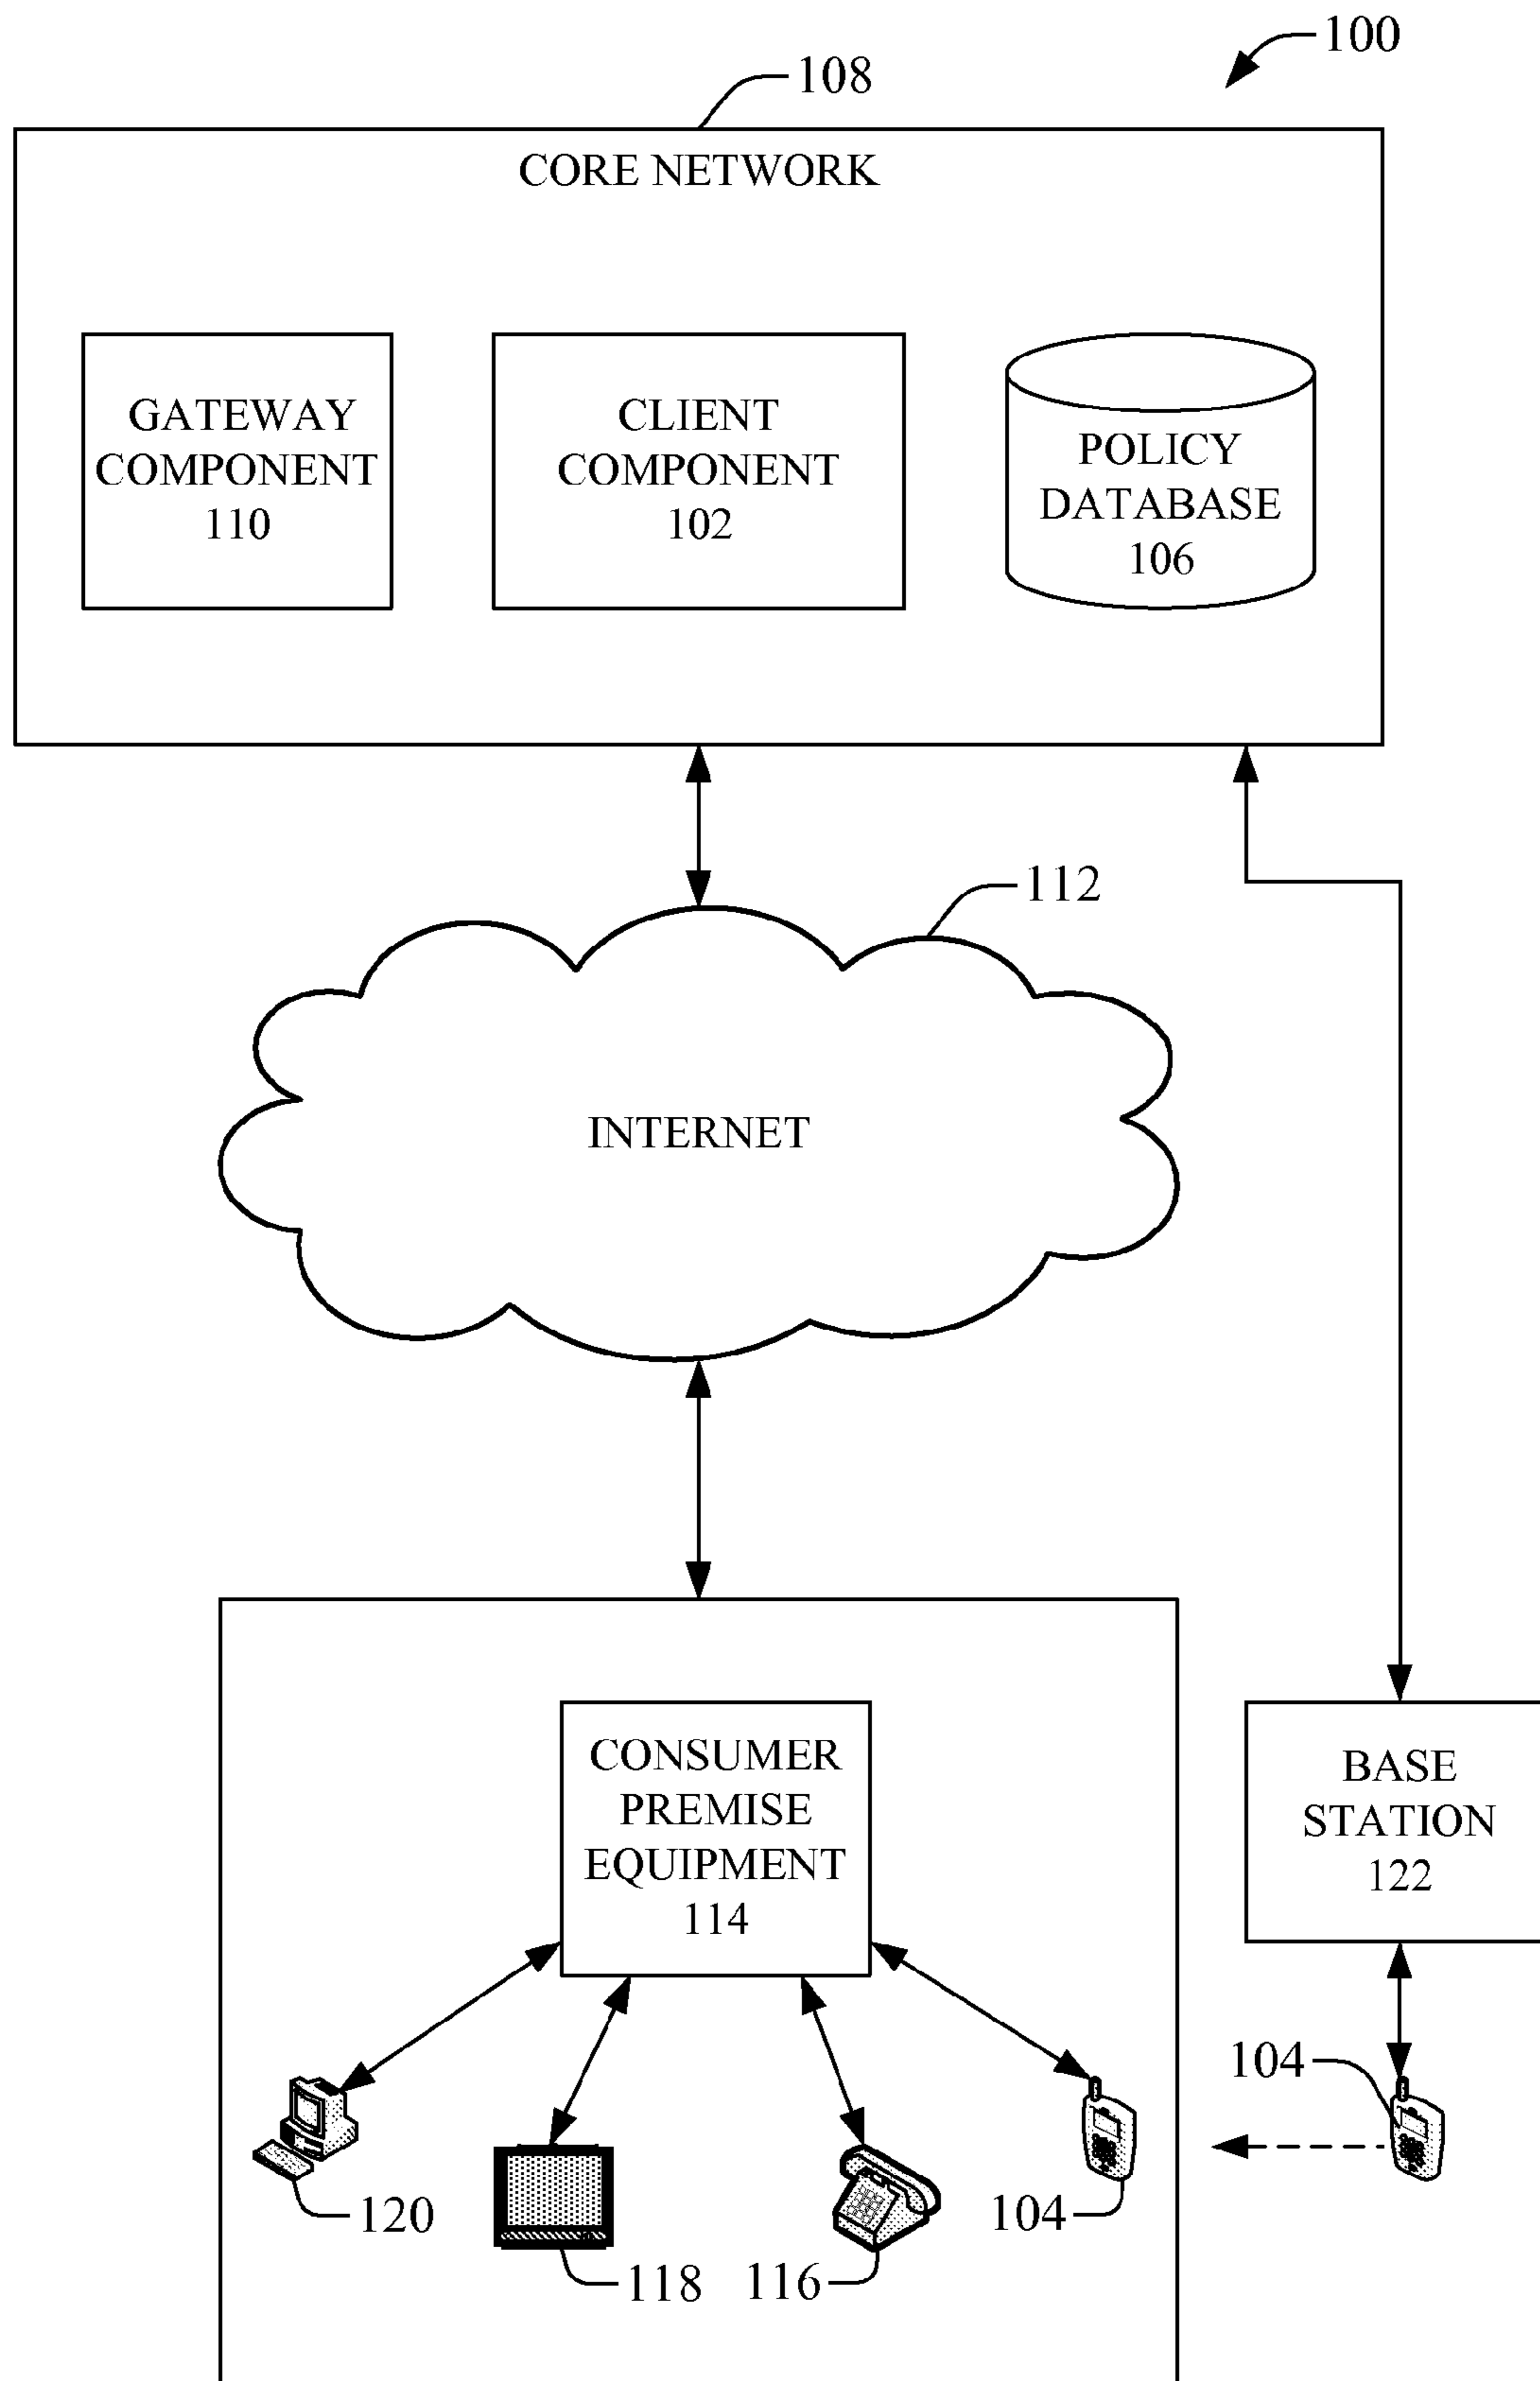 100
108
CORE NETWORK
GATEWAY
COMPONENT
110
CLIENT
COMPONENT
102
POLICY
DATABASE
106
112
INTERNET
CONSUMER
PREMISE
EQUIPMENT
114
BASE
STATION
122
104
120
118
116
104